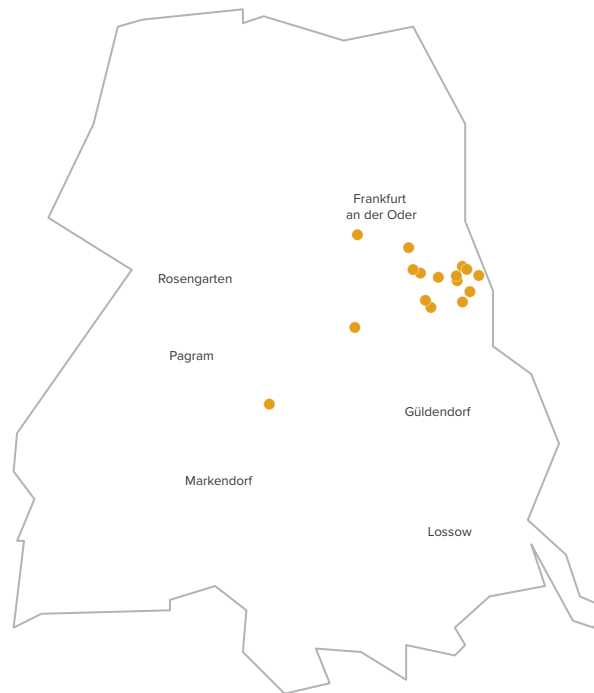 Frankfurt
an der Oder
Rosengarten
Pagram
Güldendorf
Markendorf
Lossow